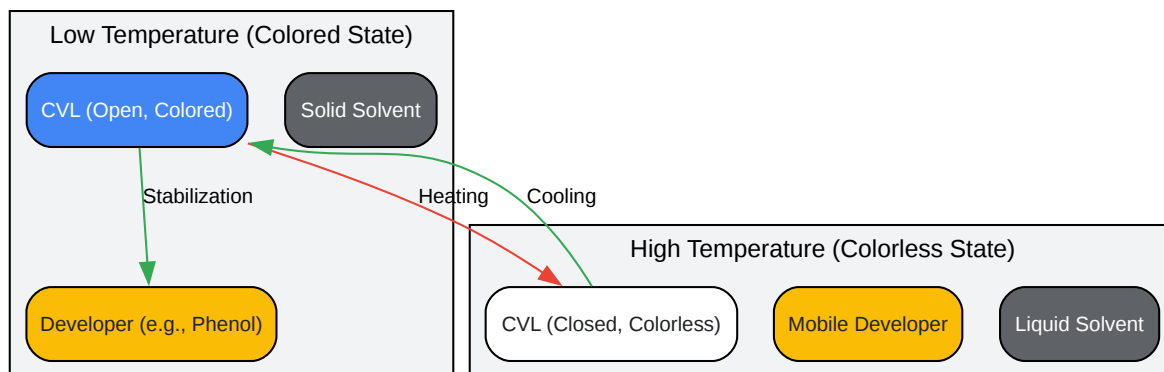 Low Temperature (Colored State)
CVL (Open, Colored)
Solid Solvent
Stabilization
Heating
Cooling
Developer (e.g., Phenol)
High Temperature (Colorless State)
CVL (Closed, Colorless)
Mobile Developer
Liquid Solvent